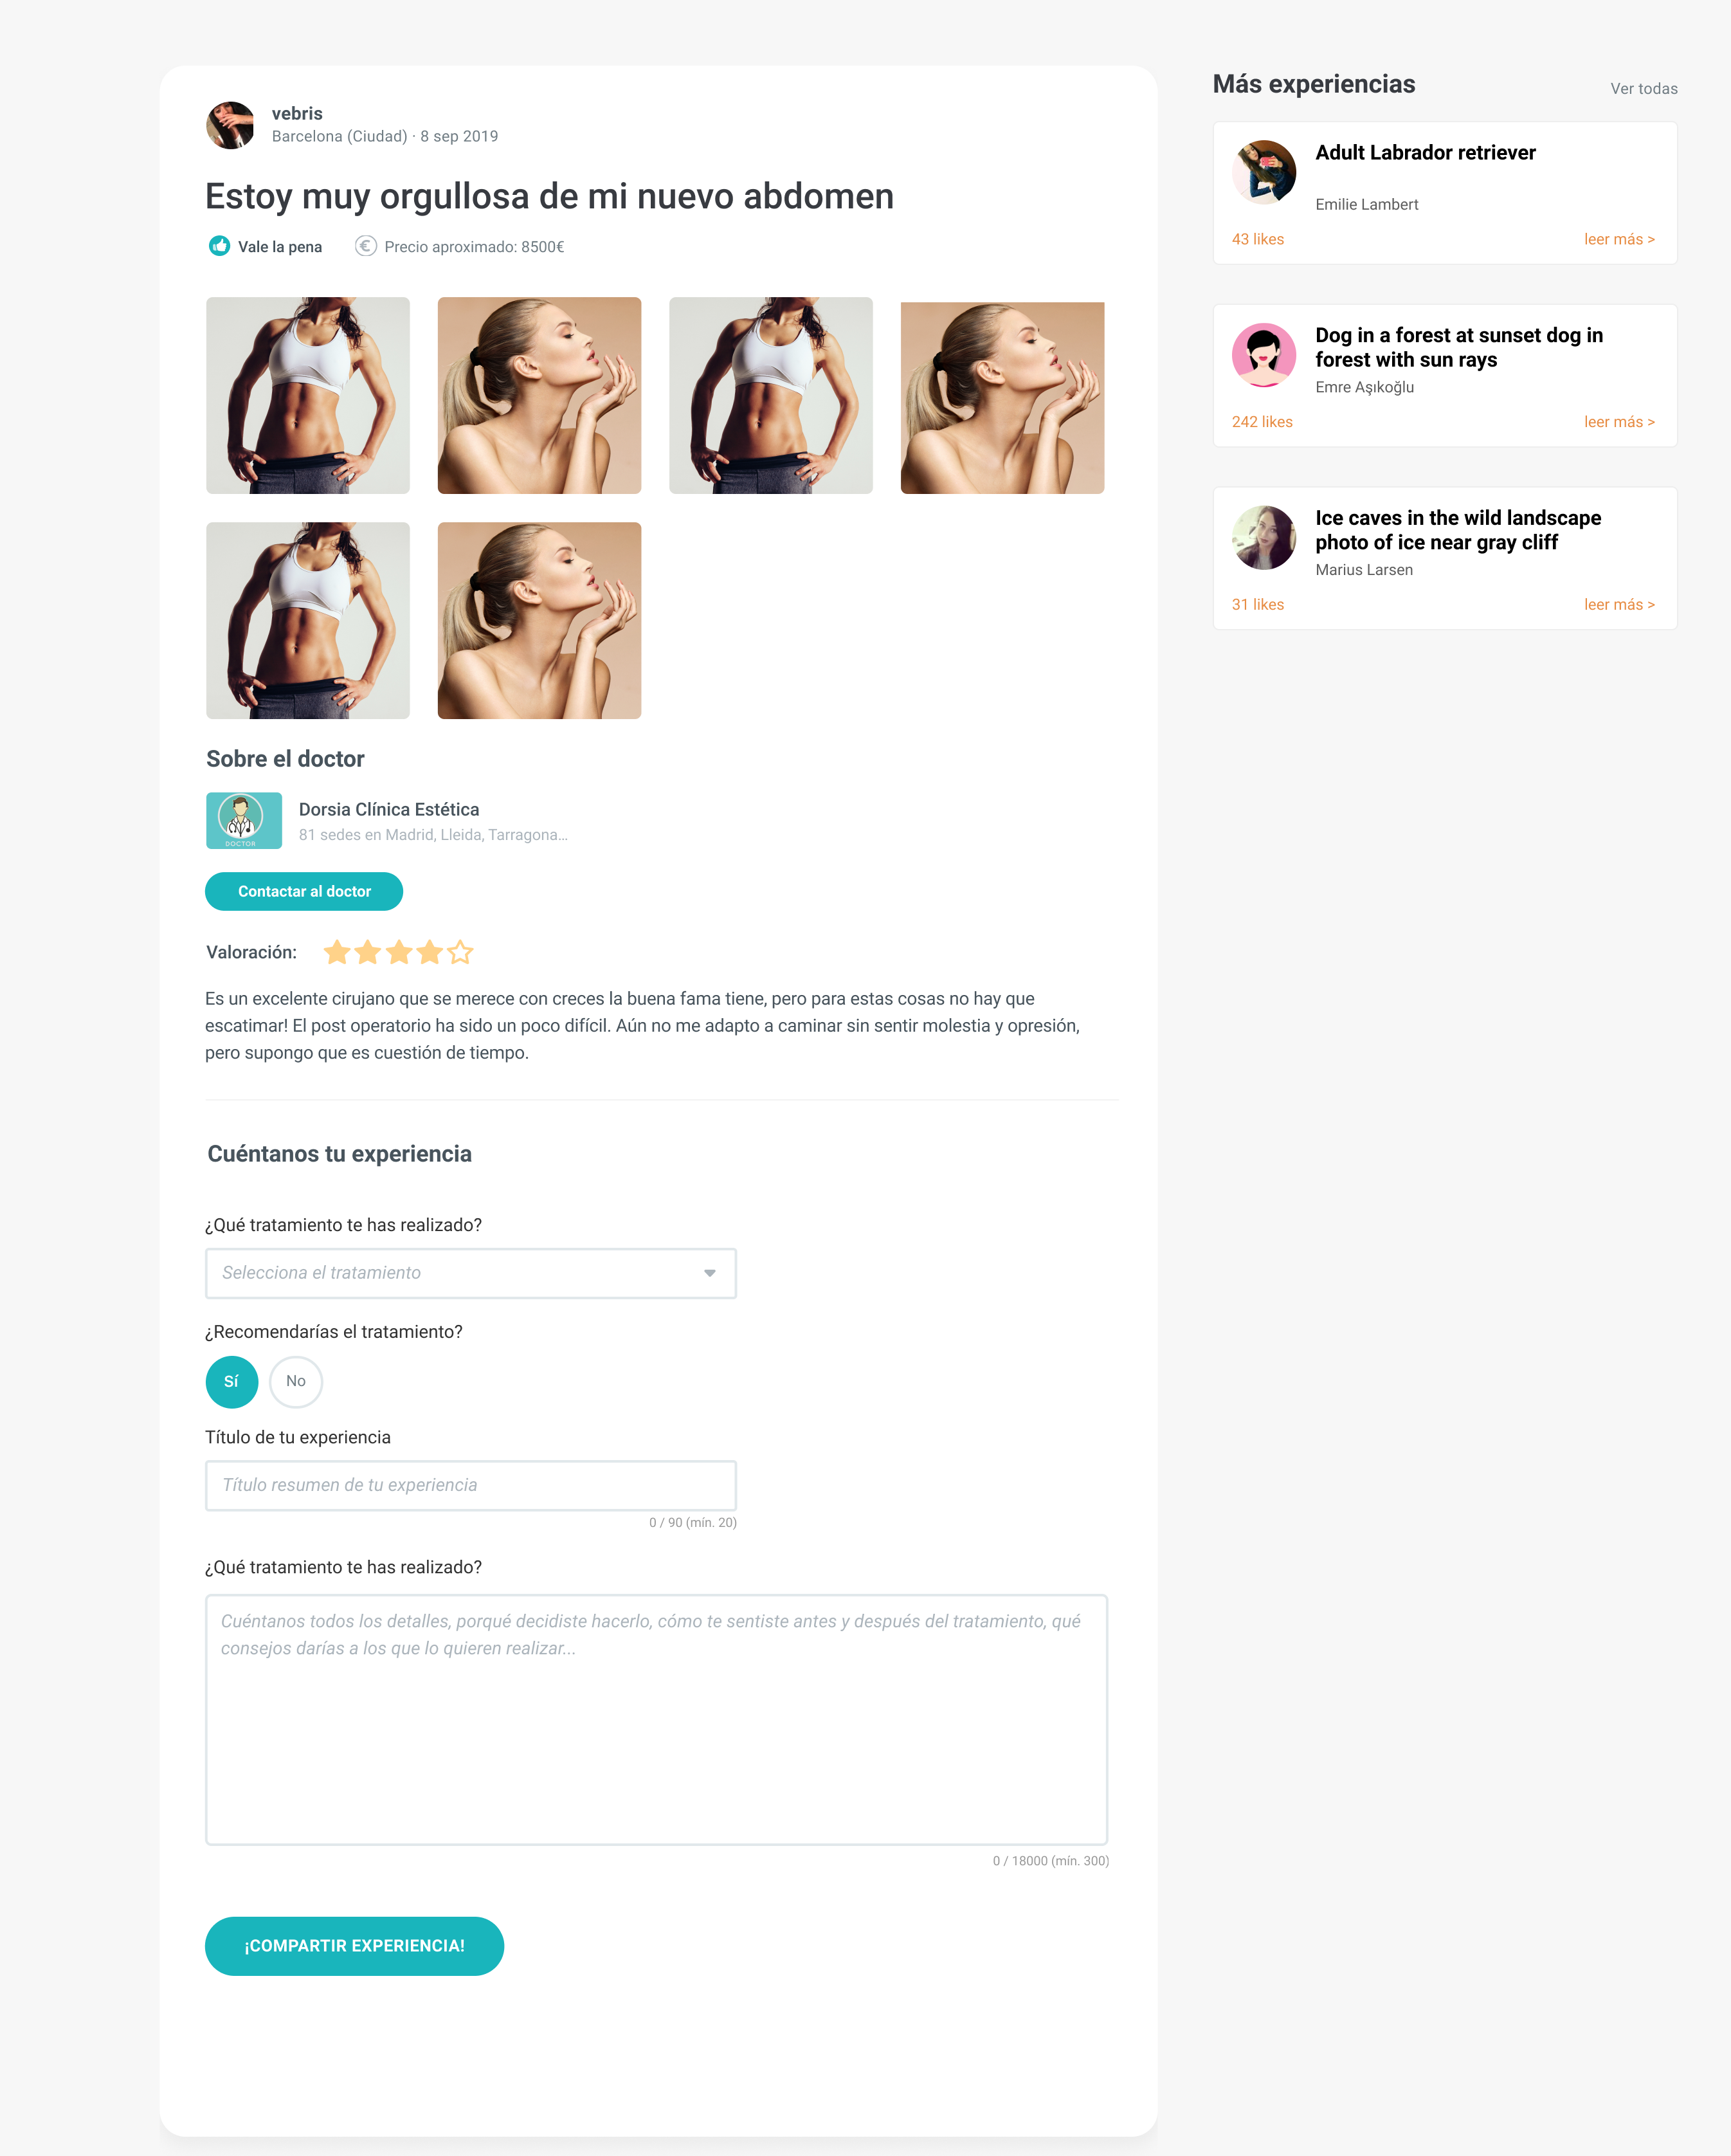 vebris
Barcelona (Ciudad) · 8 sep 2019
Estoy muy orgullosa de mi nuevo abdomen
Vale la pena
Precio aproximado: 8500€
Sobre el doctor
DOCTOR
Dorsia Clínica Estética
81 sedes en Madrid, Lleida, Tarragona...
Contactar al doctor
Valoración:
Es un excelente cirujano que se merece con creces la buena fama tiene, pero para estas cosas no hay que
escatimar! El post operatorio ha sido un poco difícil. Aún no me adapto a caminar sin sentir molestia y opresión,
pero supongo que es cuestión de tiempo.
Cuéntanos tu experiencia
¿Qué tratamiento te has realizado?
Selecciona el tratamiento
¿Recomendarías el tratamiento?
Sí
No
Título de tu experiencia
Título resumen de tu experiencia
0 / 90 (mín. 20)
¿Qué tratamiento te has realizado?
Cuéntanos todos los detalles, porqué decidiste hacerlo, cómo te sentiste antes y después del tratamiento, qué
consejos darías a los que lo quieren realizar...
0 / 18000 (mín. 300)
¡COMPARTIR EXPERIENCIA!
Más experiencias
Ver todas
Adult Labrador retriever
Emilie Lambert
43 likes
leer más >
Dog in a forest at sunset dog in
forest with sun rays
Emre Aşıkoğlu
242 likes
leer más >
Ice caves in the wild landscape
photo of ice near gray cliff
Marius Larsen
31 likes
leer más >